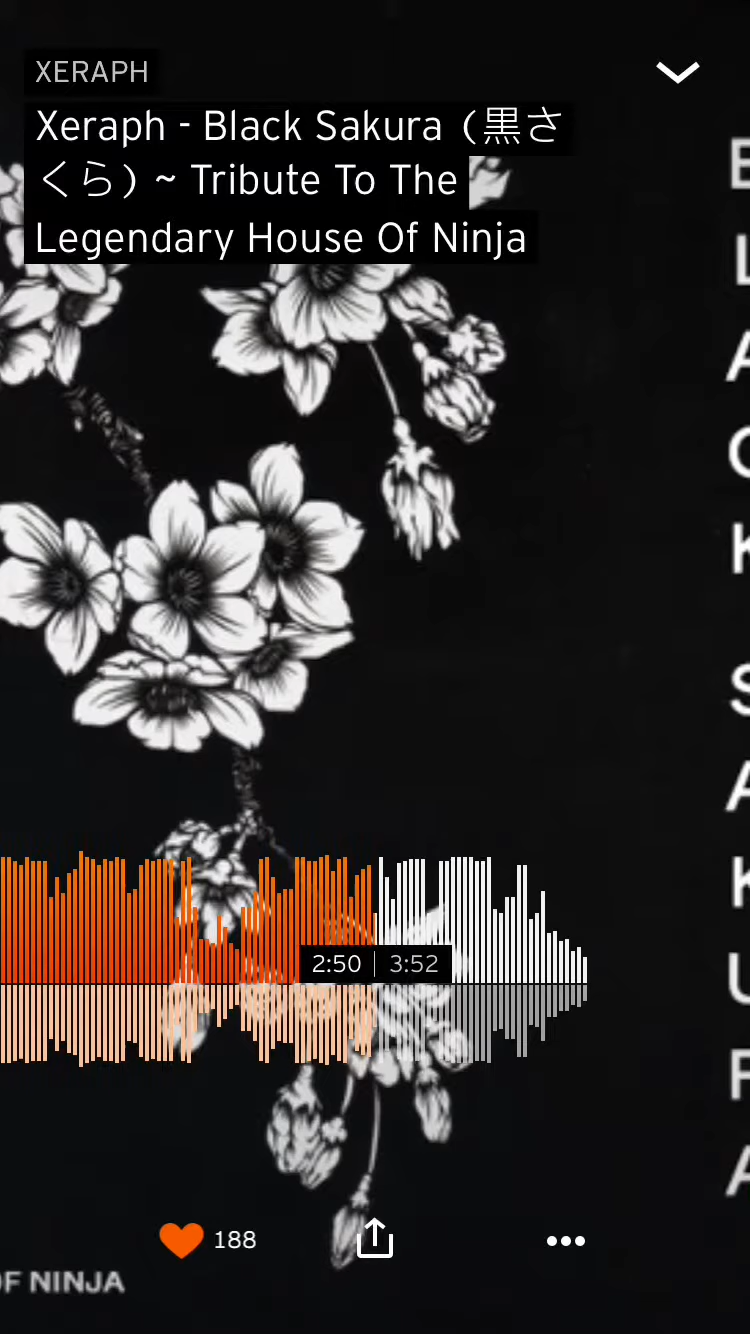 XERAPH
Xeraph - Black Sakura (黒さ
くら) ~ Tribute To The
Legendary House Of Ninja
B
L
A
C
K
S
A
K
U
R
A
2:50 | 3:52
188
OF NINJA